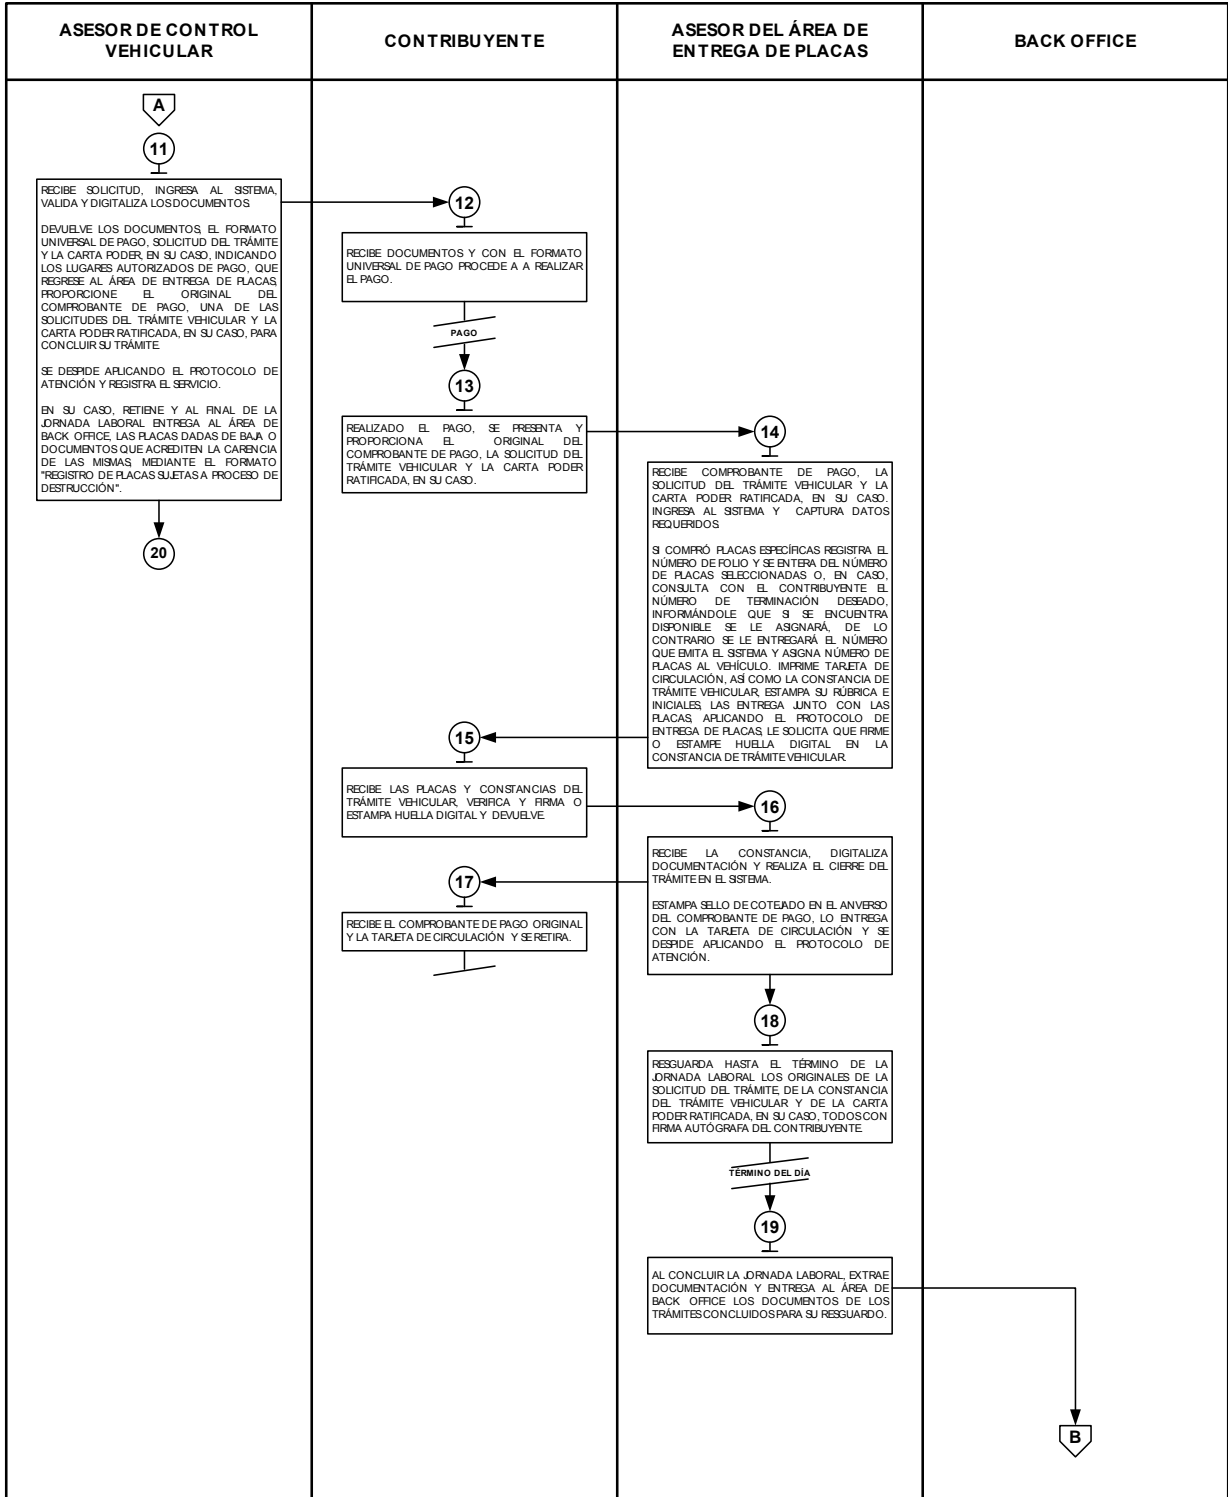 ASESOR DE CONTROL
VEHICULAR
CONTRIBUYENTE
ASESOR DEL ÁREA DE
ENTREGA DE PLACAS
BACK OFFICE
A
11
RECIBE SOLICITUD, INGRESA AL SISTEMA,
VALIDA Y DIGITALIZA LOS DOCUMENTOS.
DEVUELVE LOS DOCUMENTOS, EL FORMATO
UNIVERSAL DE PAGO, SOLICITUD DEL TRÁMITE
Y LA CARTA PODER, EN SU CASO, INDICANDO
LOS LUGARES AUTORIZADOS DE PAGO, QUE
REGRESE AL ÁREA DE ENTREGA DE PLACAS,
PROPORCIONE EL ORIGINAL DEL
COMPROBANTE DE PAGO, UNA DE LAS
SOLICITUDES DEL TRÁMITE VEHICULAR Y LA
CARTA PODER RATIFICADA, EN SU CASO, PARA
CONCLUIR SU TRÁMITE.
SE DESPIDE APLICANDO EL PROTOCOLO DE
ATENCIÓN Y REGISTRA EL SERVICIO.
EN SU CASO, RETIENE Y AL FINAL DE LA
JORNADA LABORAL ENTREGA AL ÁREA DE
BACK OFFICE, LAS PLACAS DADAS DE BAJA O
DOCUMENTOS QUE ACREDITEN LA CARENCIA
DE LAS MISMAS, MEDIANTE EL FORMATO
"REGISTRO DE PLACAS SUJETAS A PROCESO DE
DESTRUCCIÓN".
20
12
RECIBE DOCUMENTOS Y CON EL FORMATO
UNIVERSAL DE PAGO PROCEDE A A REALIZAR
EL PAGO.
PAGO
13
REALIZADO EL PAGO, SE PRESENTA Y
PROPORCIONA EL ORIGINAL DEL
COMPROBANTE DE PAGO, LA SOLICITUD DEL
TRÁMITE VEHICULAR Y LA CARTA PODER
RATIFICADA, EN SU CASO.
14
RECIBE COMPROBANTE DE PAGO, LA
SOLICITUD DEL TRÁMITE VEHICULAR Y LA
CARTA PODER RATIFICADA, EN SU CASO.
INGRESA AL SISTEMA Y CAPTURA DATOS
REQUERIDOS.
SI COMPRÓ PLACAS ESPECÍFICAS REGISTRA EL
NÚMERO DE FOLIO Y SE ENTERA DEL NÚMERO
DE PLACAS SELECCIONADAS O, EN CASO,
CONSULTA CON EL CONTRIBUYENTE EL
NÚMERO DE TERMINACIÓN DESEADO,
INFORMÁNDOLE QUE SI SE ENCUENTRA
DISPONIBLE SE LE ASIGNARÁ, DE LO
CONTRARIO SE LE ENTREGARÁ EL NÚMERO
QUE EMITA EL SISTEMA Y ASIGNA NÚMERO DE
PLACAS AL VEHÍCULO. IMPRIME TARJETA DE
CIRCULACIÓN, ASÍ COMO LA CONSTANCIA DE
TRÁMITE VEHICULAR, ESTAMPA SU RÚBRICA E
INICIALES, LAS ENTREGA JUNTO CON LAS
PLACAS, APLICANDO EL PROTOCOLO DE
ENTREGA DE PLACAS, LE SOLICITA QUE FIRME
O ESTAMPE HUELLA DIGITAL EN LA
CONSTANCIA DE TRÁMITE VEHICULAR.
15
RECIBE LAS PLACAS Y CONSTANCIAS DEL
TRÁMITE VEHICULAR, VERIFICA Y FIRMA O
ESTAMPA HUELLA DIGITAL Y DEVUELVE.
16
RECIBE LA CONSTANCIA, DIGITALIZA
DOCUMENTACIÓN Y REALIZA EL CIERRE DEL
TRÁMITE EN EL SISTEMA.
ESTAMPA SELLO DE COTEJADO EN EL ANVERSO
DEL COMPROBANTE DE PAGO, LO ENTREGA
CON LA TARJETA DE CIRCULACIÓN Y SE
DESPIDE APLICANDO EL PROTOCOLO DE
ATENCIÓN.
17
RECIBE EL COMPROBANTE DE PAGO ORIGINAL
Y LA TARJETA DE CIRCULACIÓN Y SE RETIRA.
18
RESGUARDA HASTA EL TÉRMINO DE LA
JORNADA LABORAL LOS ORIGINALES DE LA
SOLICITUD DEL TRÁMITE, DE LA CONSTANCIA
DEL TRÁMITE VEHICULAR Y DE LA CARTA
PODER RATIFICADA, EN SU CASO, TODOS CON
FIRMA AUTÓGRAFA DEL CONTRIBUYENTE.
TÉRMINO DEL DÍA
19
AL CONCLUIR LA JORNADA LABORAL, EXTRAE
DOCUMENTACIÓN Y ENTREGA AL ÁREA DE
BACK OFFICE LOS DOCUMENTOS DE LOS
TRÁMITES CONCLUIDOS PARA SU RESGUARDO.
B